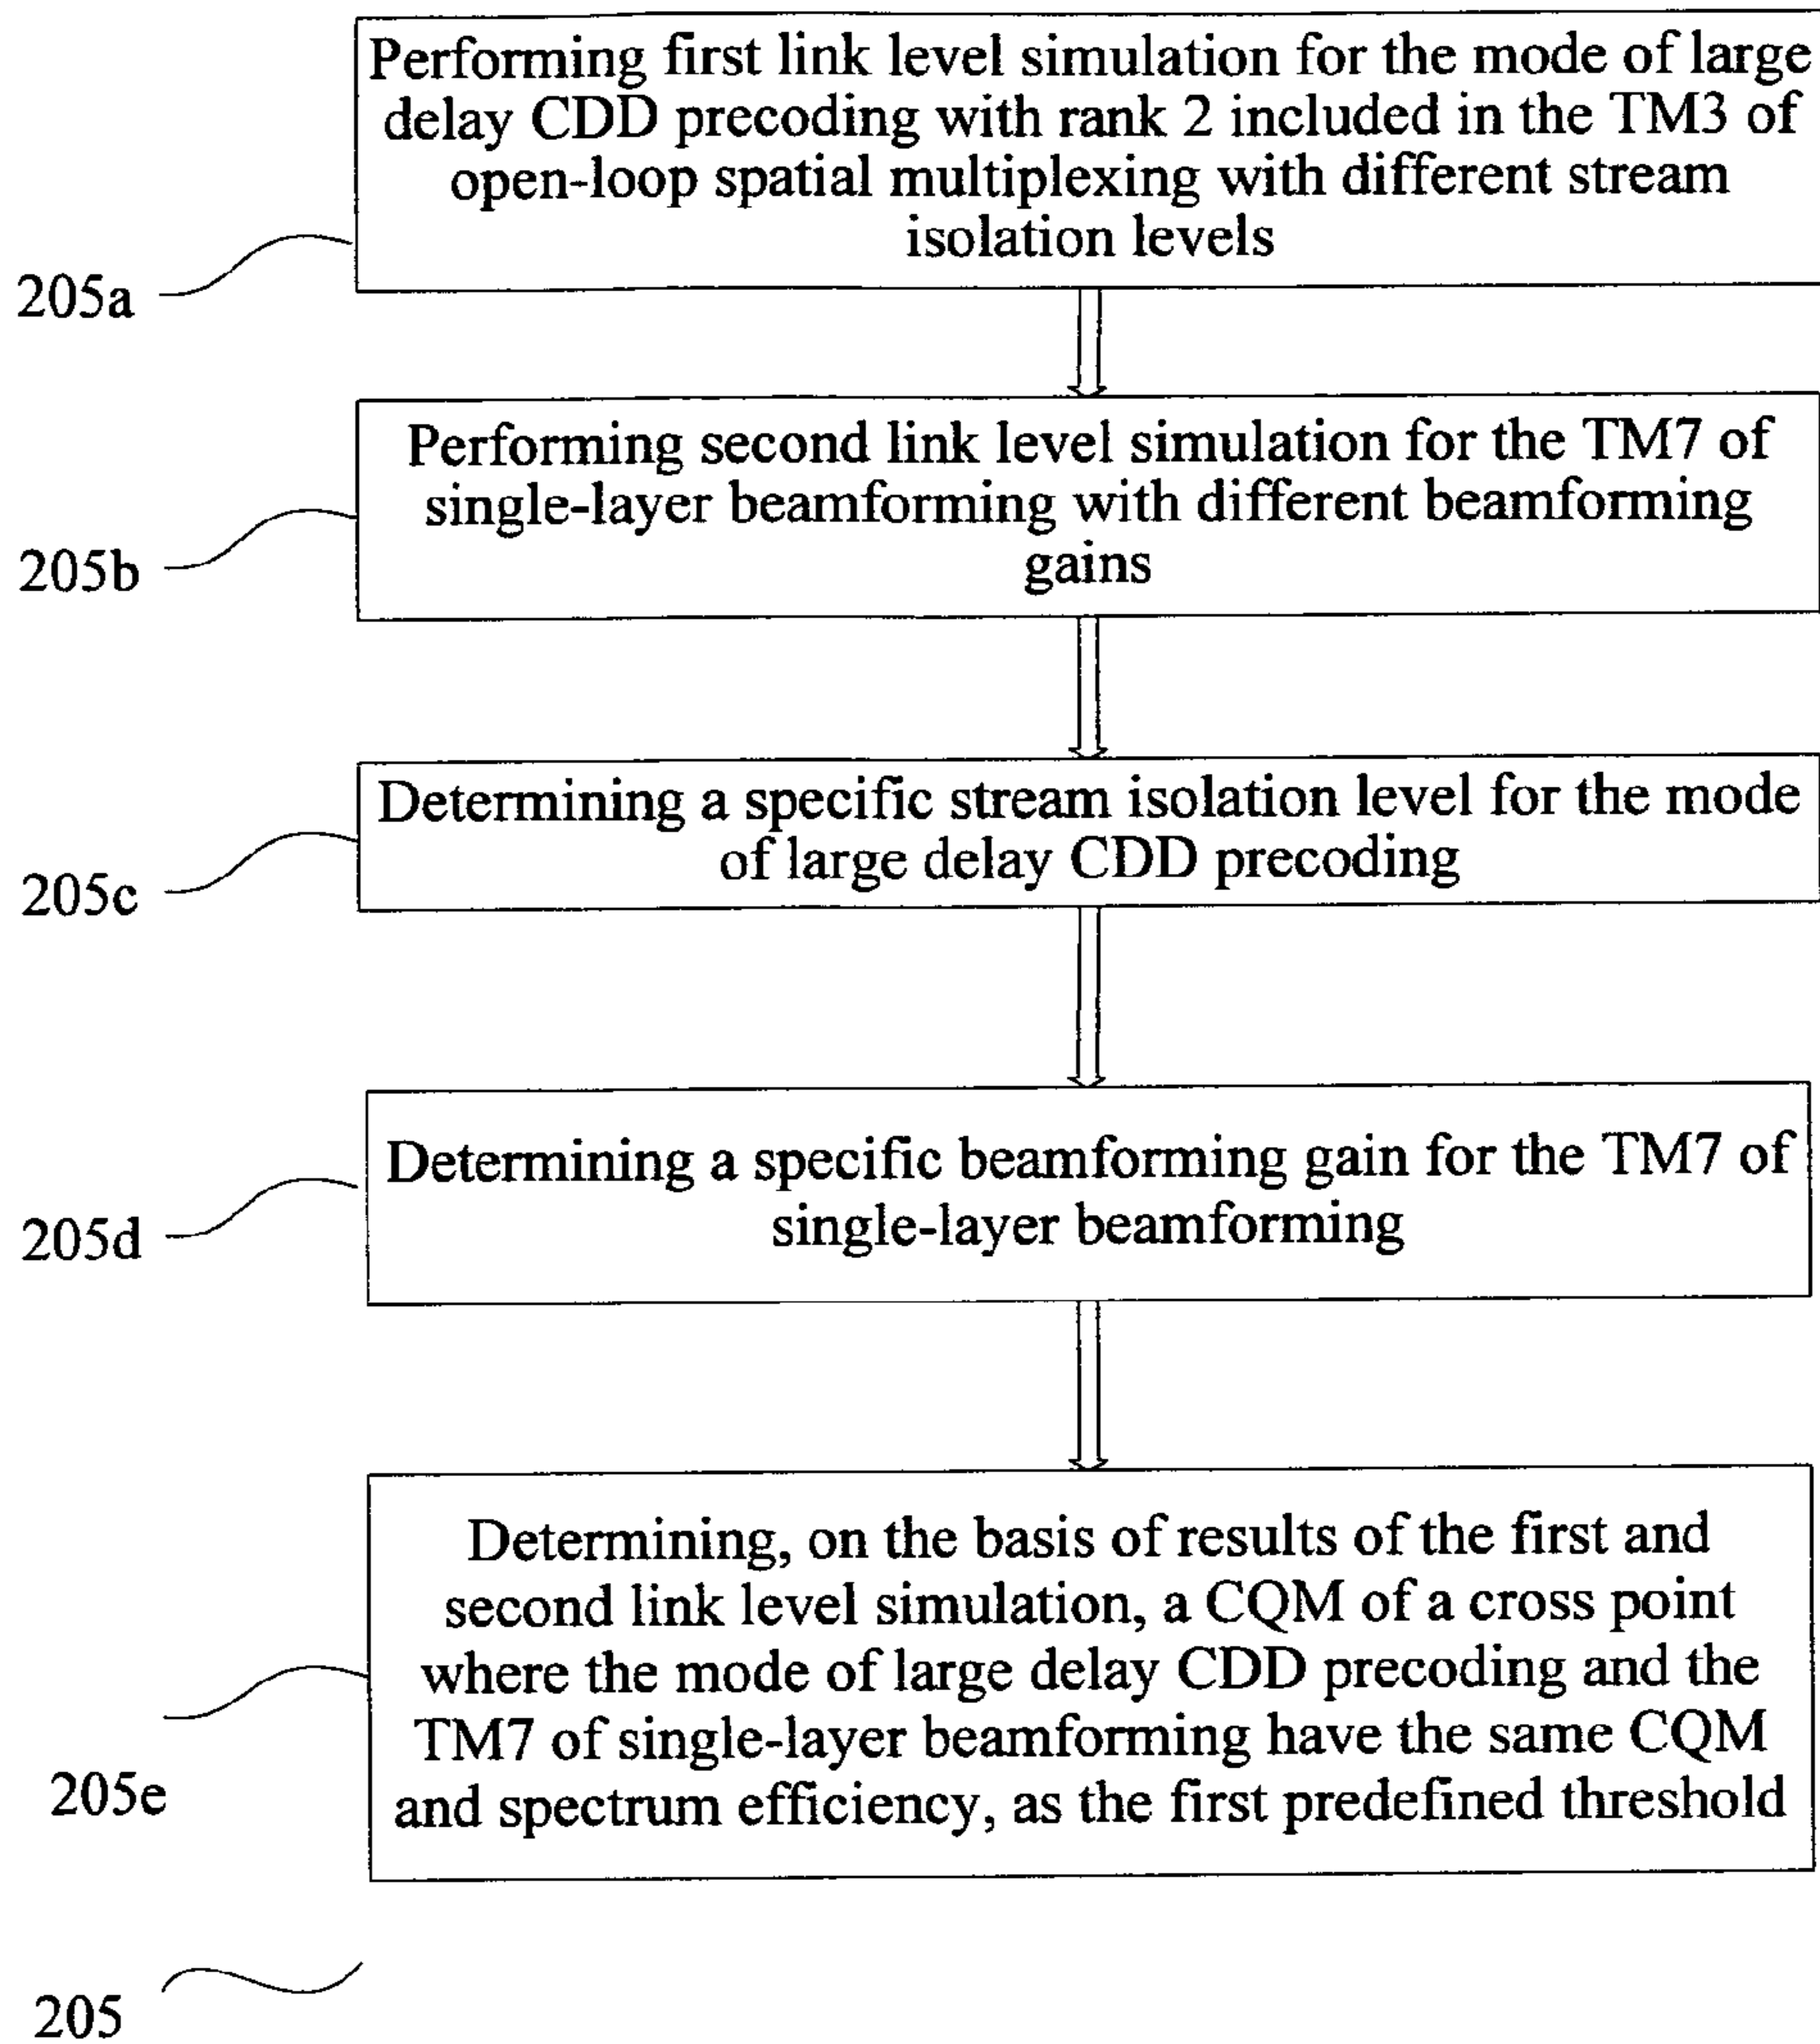 Performing first link level simulation for the mode of large
delay CDD precoding with rank 2 included in the TM3 of
open-loop spatial multiplexing with different stream
isolation levels
205a
Performing second link level simulation for the TM7 of
single-layer beamforming with different beamforming
gains
205b
Determining a specific stream isolation level for the mode
of large delay CDD precoding
205c
Determining a specific beamforming gain for the TM7 of
single-layer beamforming
205d
Determining, on the basis of results of the first and
second link level simulation, a CQM of a cross point
where the mode of large delay CDD precoding and the
TM7 of single-layer beamforming have the same CQM
and spectrum efficiency, as the first predefined threshold
205e
205